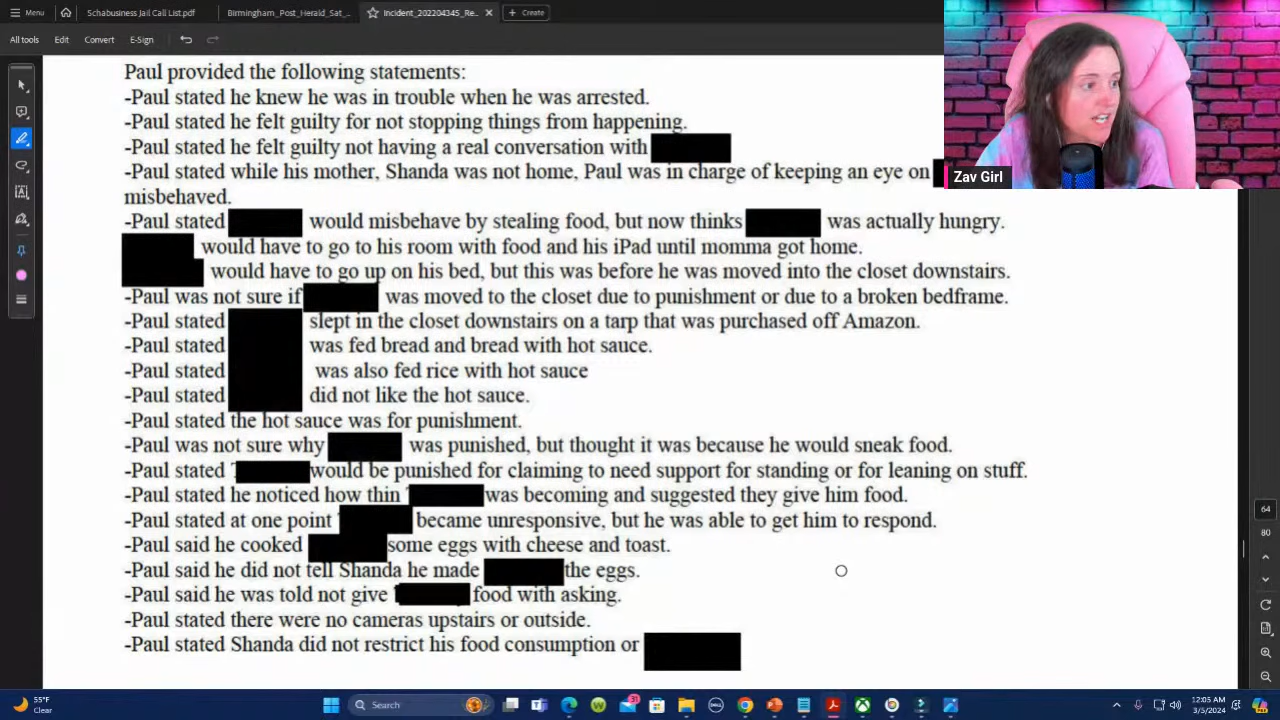 Menu
Schabusiness Jail Call List.pdf
Birmingham_Post_Herald_Sat_...
Incident_202204345_Re...
Create
All tools Edit Convert E-Sign
Paul provided the following statements:
-Paul stated he knew he was in trouble when he was arrested.
-Paul stated he felt guilty for not stopping things from happening.
-Paul stated he felt guilty not having a real conversation with
-Paul stated while his mother, Shanda was not home, Paul was in charge of keeping an eye on
misbehaved.
-Paul stated would misbehave by stealing food, but now thinks was actually hungry.
would have to go to his room with food and his iPad until momma got home.
would have to go up on his bed, but this was before he was moved into the closet downstairs.
-Paul was not sure if was moved to the closet due to punishment or due to a broken bedframe.
-Paul stated slept in the closet downstairs on a tarp that was purchased off Amazon.
-Paul stated was fed bread and bread with hot sauce.
-Paul stated was also fed rice with hot sauce
-Paul stated did not like the hot sauce.
-Paul stated the hot sauce was for punishment.
-Paul was not sure why was punished, but thought it was because he would sneak food.
-Paul stated would be punished for claiming to need support for standing or for leaning on stuff.
-Paul stated he noticed how thin was becoming and suggested they give him food.
-Paul stated at one point became unresponsive, but he was able to get him to respond.
-Paul said he cooked some eggs with cheese and toast.
-Paul said he did not tell Shanda he made the eggs.
-Paul said he was told not give food with asking.
-Paul stated there were no cameras upstairs or outside.
-Paul stated Shanda did not restrict his food consumption or
Zav Girl
64
80
55°F
Clear
Search
31
12:05 AM
3/5/2024